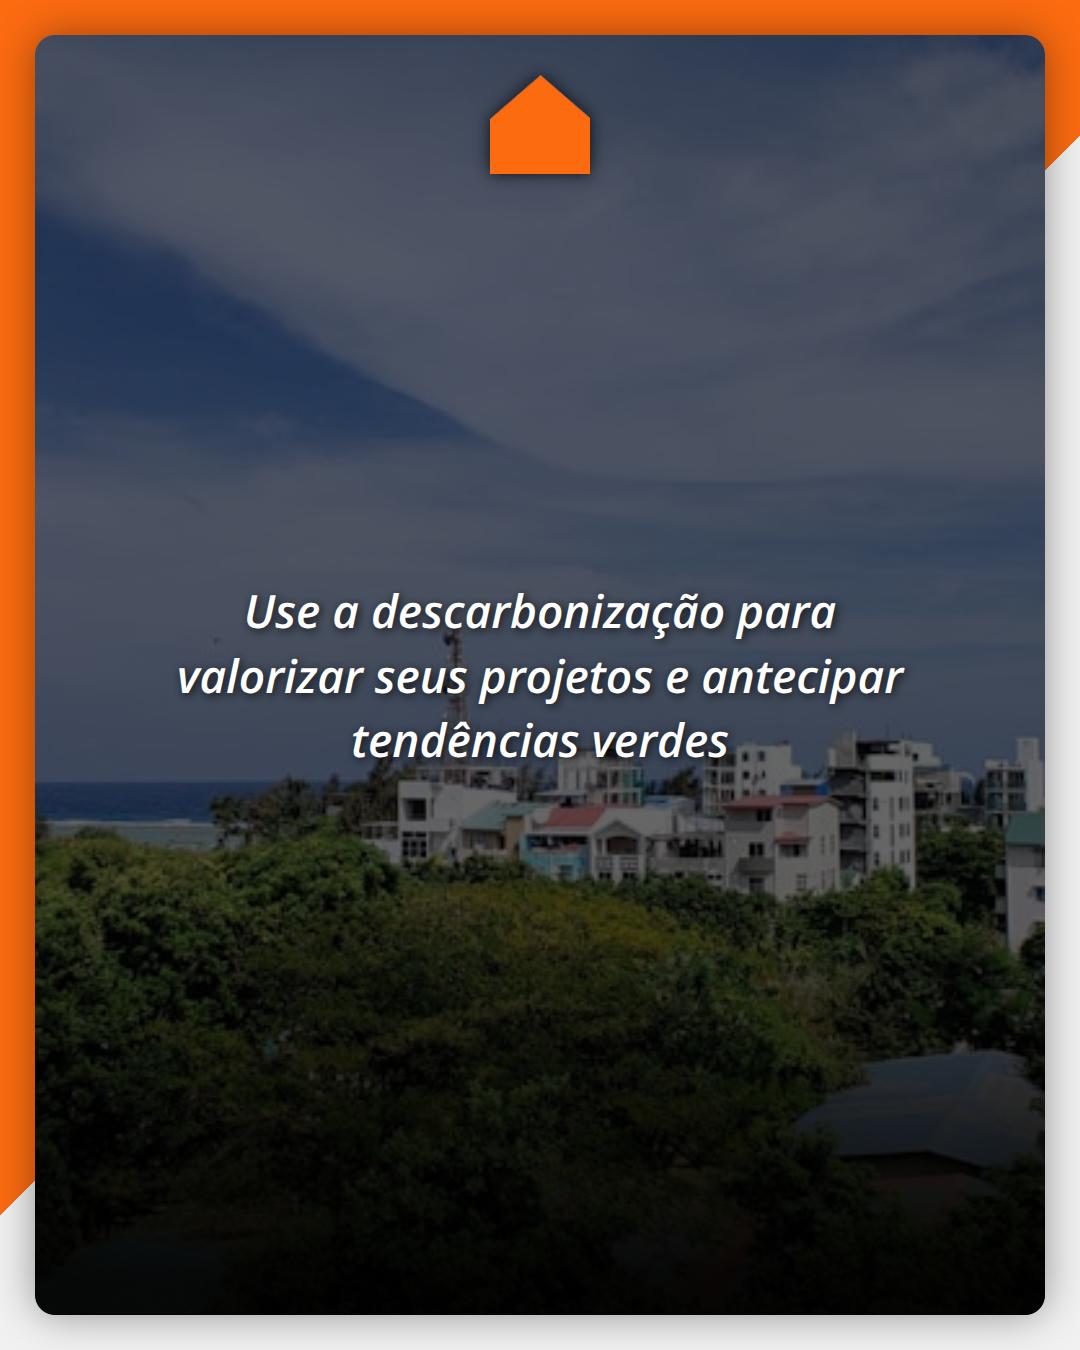 Use a descarbonização para
valorizar seus projetos e antecipar
tendências verdes